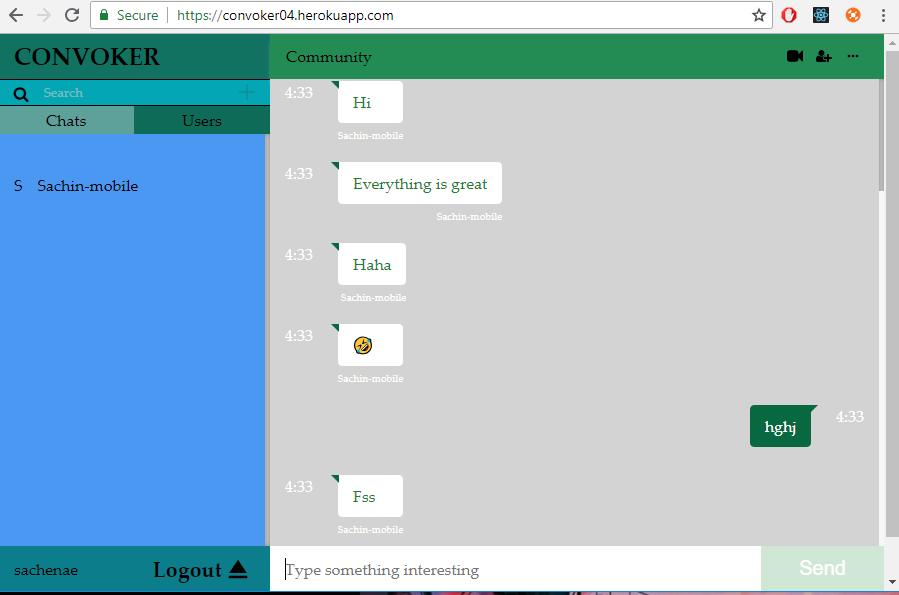 Secure
https://convoker04.herokuapp.com
CONVOKER
Community
Search
Chats
Users
S Sachin-mobile
4:33
Hi
Sachin-mobile
4:33
Everything is great
Sachin-mobile
4:33
Haha
Sachin-mobile
4:33
🤣
Sachin-mobile
hghj
4:33
4:33
Fss
Sachin-mobile
sachenae
Logout
Type something interesting
Send